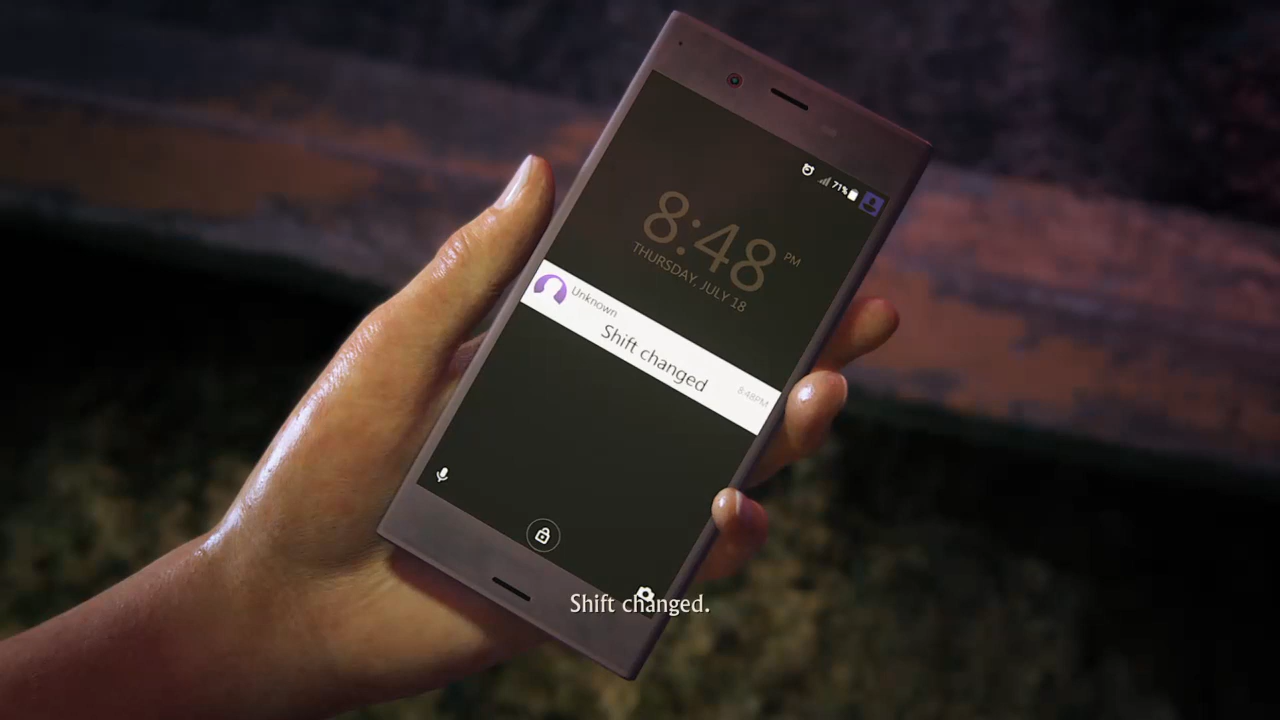 71%
8:48 PM
THURSDAY, JULY 18
Unknown
Shift changed
8:48PM
Shift changed.